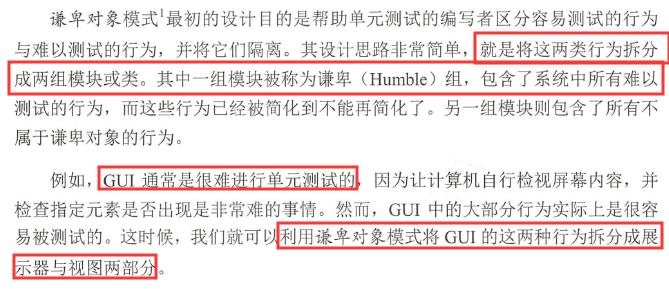 谦卑对象模式1最初的设计目的是帮助单元测试的编写者区分容易测试的行为
与难以测试的行为，并将它们隔离。其设计思路非常简单，就是将这两类行为拆分
成两组模块或类。其中一组模块被称为谦卑（Humble）组，包含了系统中所有难以
测试的行为，而这些行为已经被简化到不能再简化了。另一组模块则包含了所有不
属于谦卑对象的行为。
例如，GUI 通常是很难进行单元测试的，因为让计算机自行检视屏幕内容，并
检查指定元素是否出现是非常难的事情。然而，GUI 中的大部分行为实际上是很容
易被测试的。这时候，我们就可以利用谦卑对象模式将 GUI 的这两种行为拆分成展
示器与视图两部分。